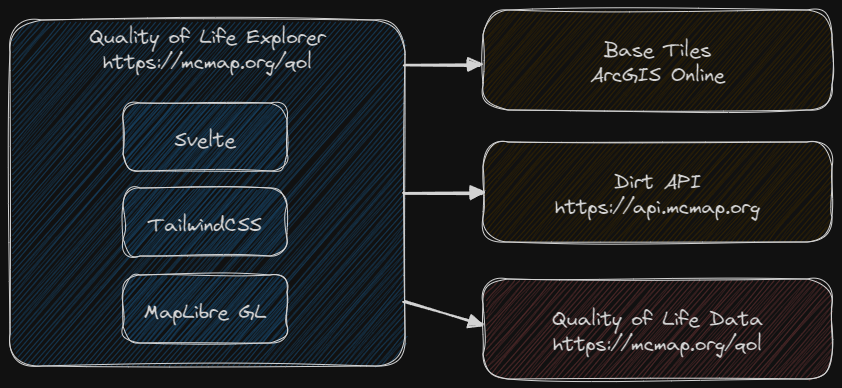 Quality of Life Explorer
https://mcmap.org/qol
Svelte
TailwindCSS
MapLibre GL
Base Tiles
ArcGIS Online
Dirt API
https://api.mcmap.org
Quality of Life Data
https://mcmap.org/qol